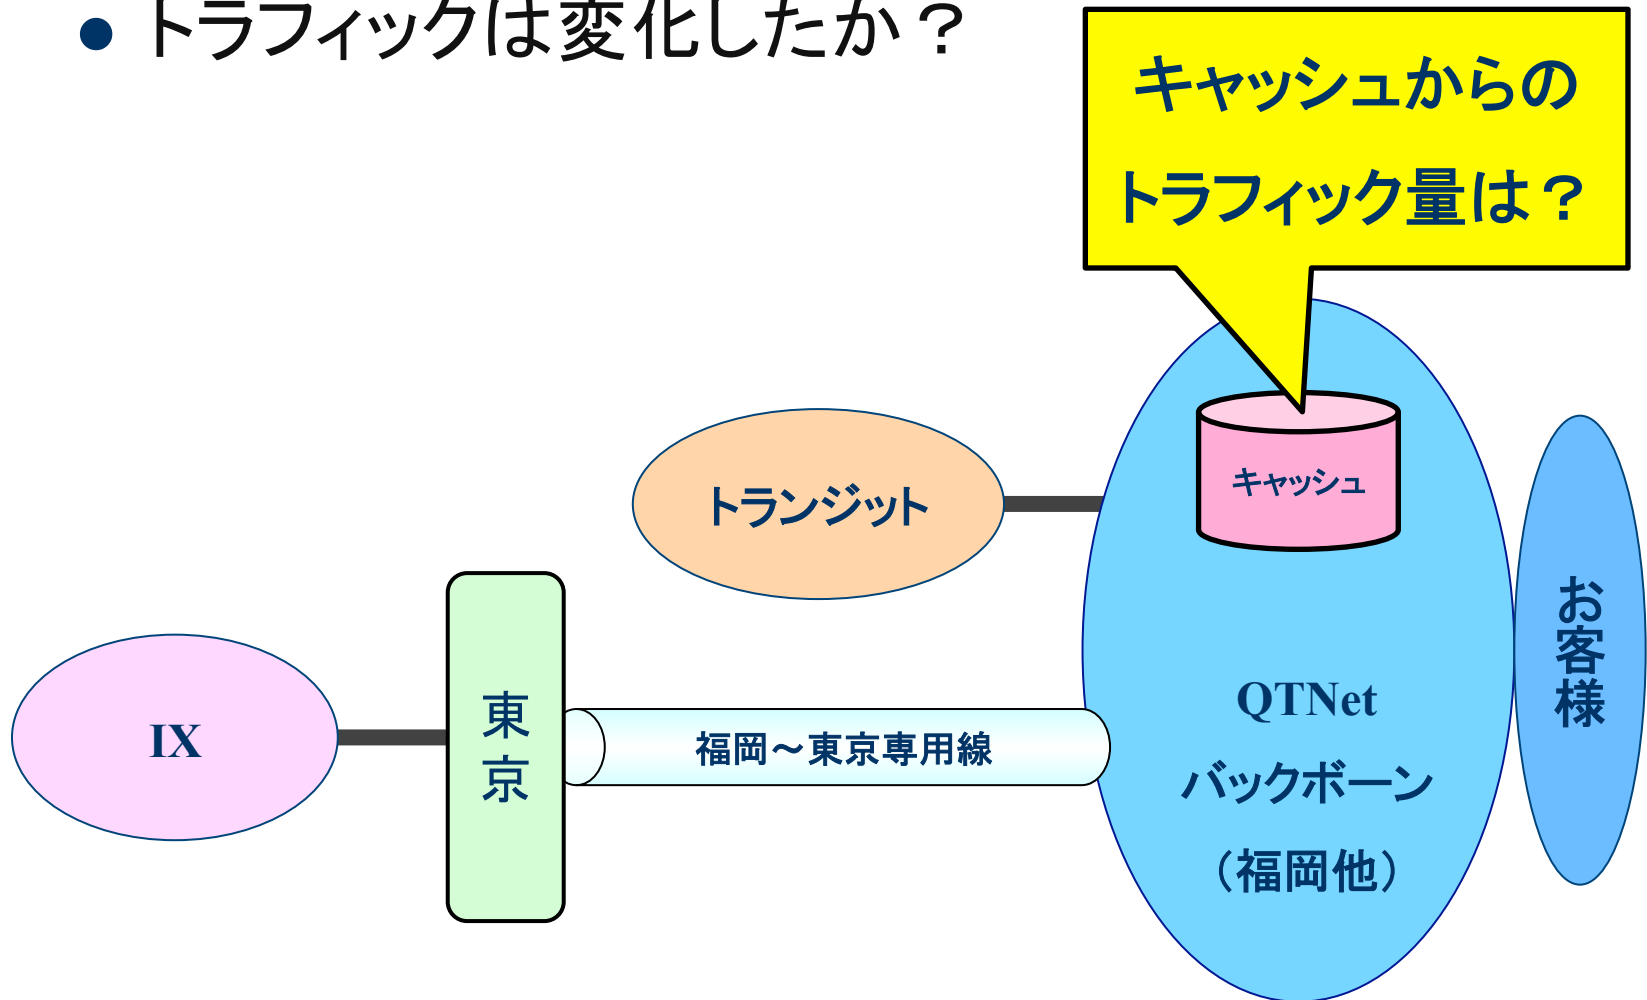 ● トラフィックは変化したか？
キャッシュからの
トラフィック量は？
キャッシュ
トランジット
お客様
東京
IX
福岡～東京専用線
QTNet
バックボーン
（福岡他）